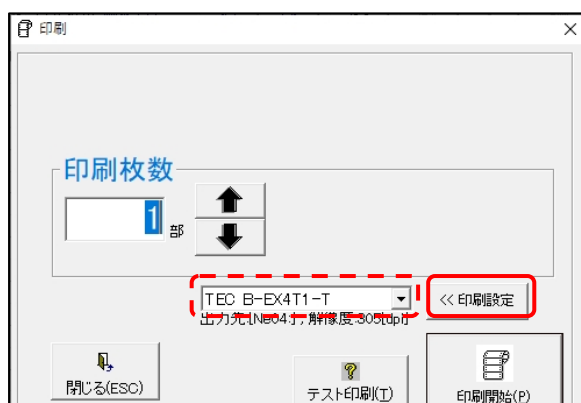 印刷
印刷枚数
1
部
TEC B-EX4T1-T
<< 印刷設定
出力先:[Ne04:] , 解像度:305[dpi]
閉じる(ESC)
テスト印刷(T)
印刷開始(P)